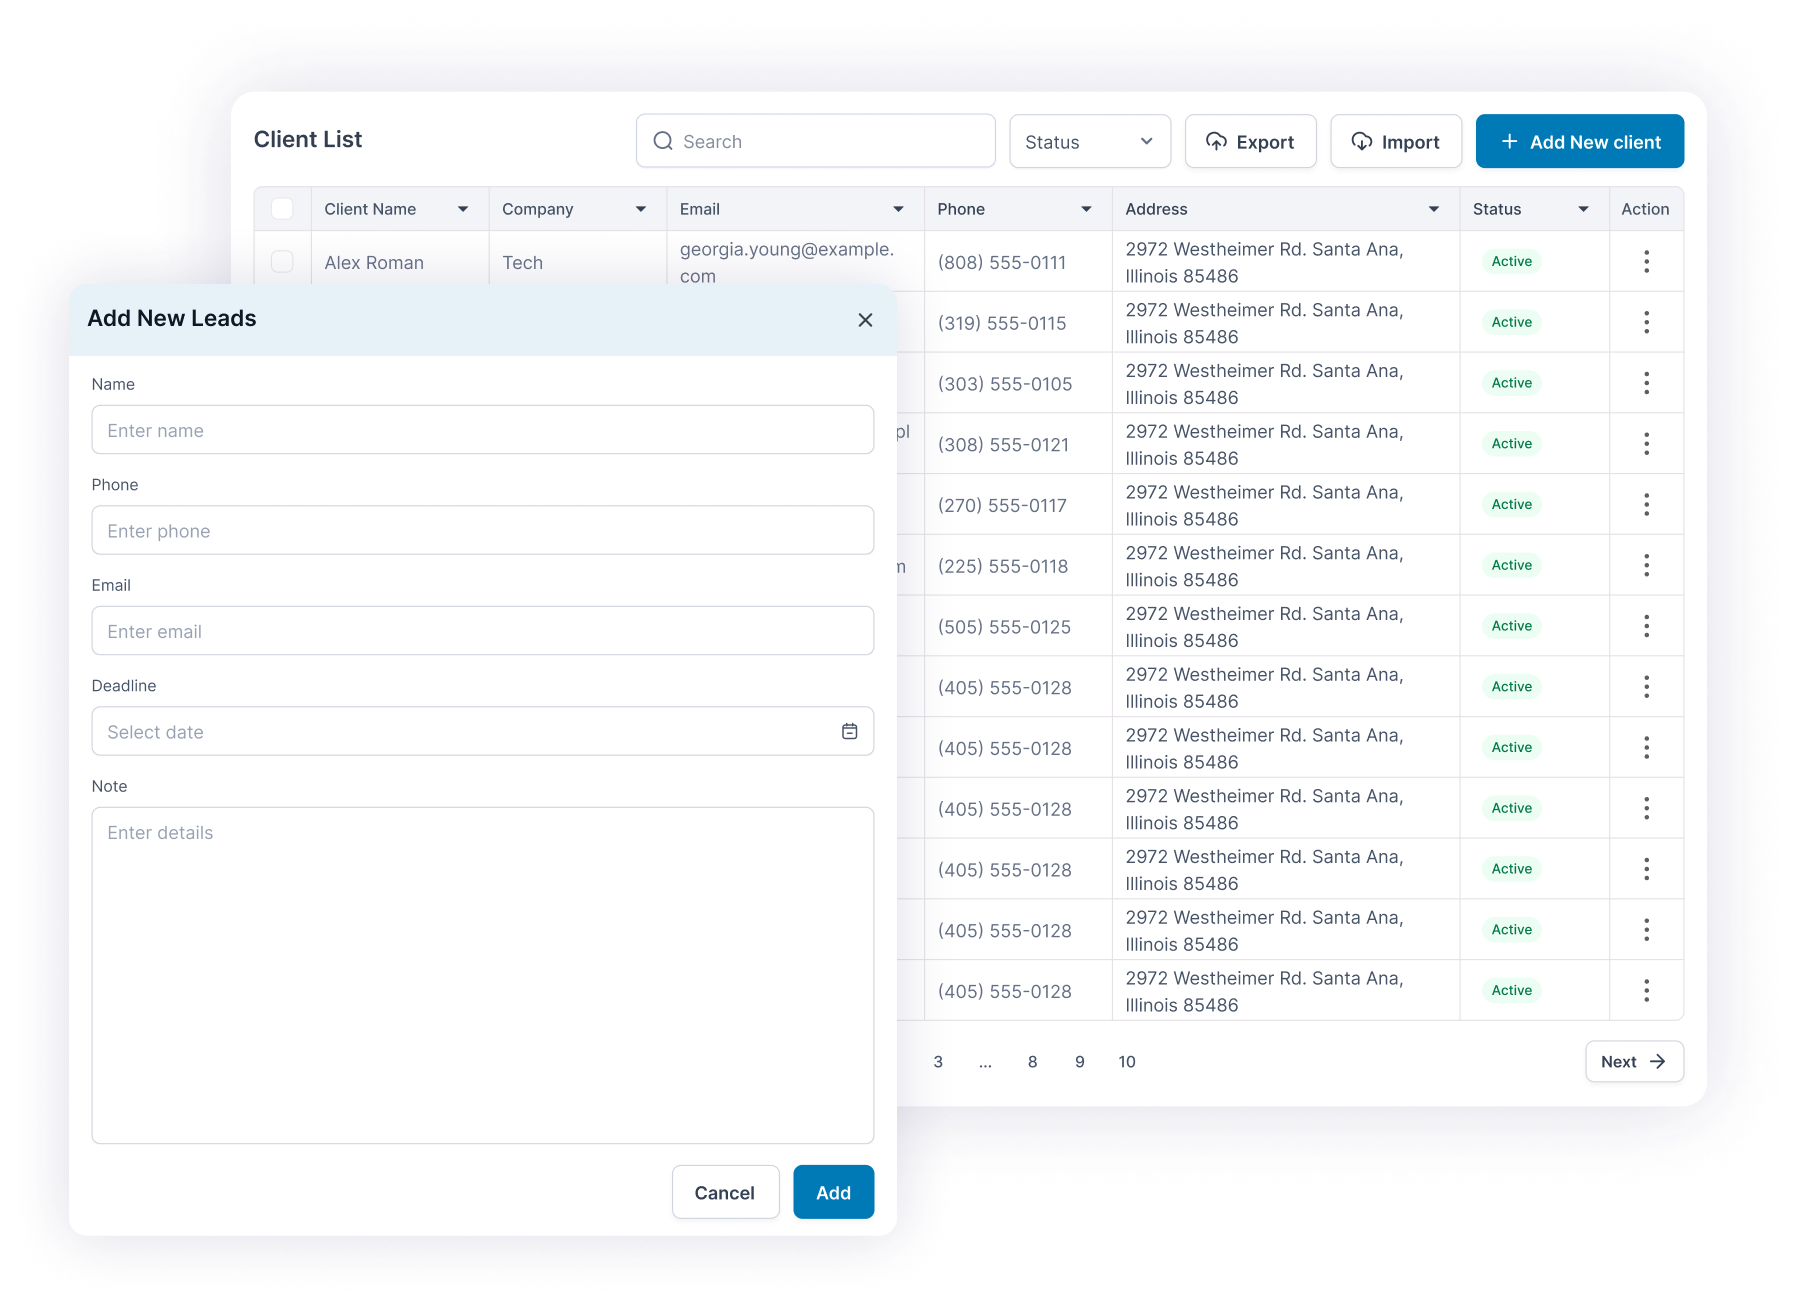 Client List
Search
Status
Export
Import
Add New client
Client Name
Company
Email
Phone
Address
Status
Action
Alex Roman
Tech
georgia.young@example.
com
(808) 555-0111
2972 Westheimer Rd. Santa Ana,
Illinois 85486
Active
(319) 555-0115
2972 Westheimer Rd. Santa Ana,
Illinois 85486
Active
(303) 555-0105
2972 Westheimer Rd. Santa Ana,
Illinois 85486
Active
pl
(308) 555-0121
2972 Westheimer Rd. Santa Ana,
Illinois 85486
Active
(270) 555-0117
2972 Westheimer Rd. Santa Ana,
Illinois 85486
Active
(225) 555-0118
2972 Westheimer Rd. Santa Ana,
Illinois 85486
Active
(505) 555-0125
2972 Westheimer Rd. Santa Ana,
Illinois 85486
Active
(405) 555-0128
2972 Westheimer Rd. Santa Ana,
Illinois 85486
Active
(405) 555-0128
2972 Westheimer Rd. Santa Ana,
Illinois 85486
Active
(405) 555-0128
2972 Westheimer Rd. Santa Ana,
Illinois 85486
Active
(405) 555-0128
2972 Westheimer Rd. Santa Ana,
Illinois 85486
Active
(405) 555-0128
2972 Westheimer Rd. Santa Ana,
Illinois 85486
Active
(405) 555-0128
2972 Westheimer Rd. Santa Ana,
Illinois 85486
Active
3
...
8
9
10
Next
Add New Leads
Name
Enter name
Phone
Enter phone
Email
Enter email
Deadline
Select date
Note
Enter details
Cancel
Add